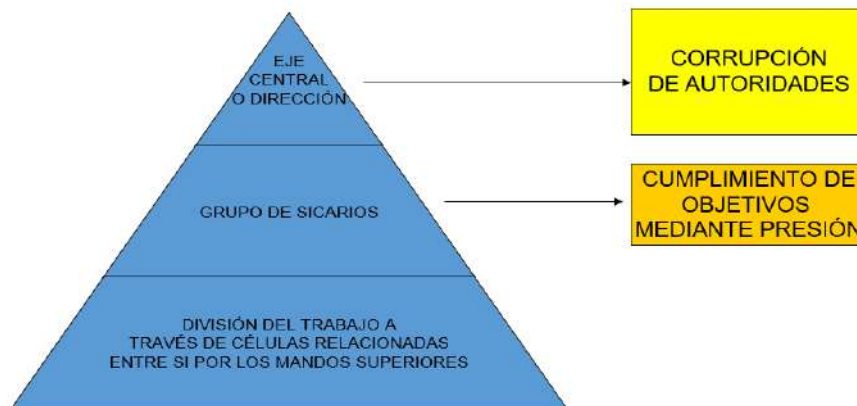 EJE
CENTRAL
O DIRECCIÓN
CORRUPCIÓN
DE AUTORIDADES
GRUPO DE SICARIOS
CUMPLIMIENTO DE
OBJETIVOS
MEDIANTE PRESIÓN
DIVISIÓN DEL TRABAJO A
TRAVÉS DE CÉLULAS RELACIONADAS
ENTRE SI POR LOS MANDOS SUPERIORES